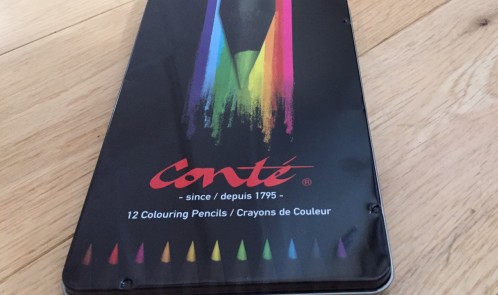 Conté ®
- since / depuis 1795 -
12 Colouring Pencils / Crayons de Couleur